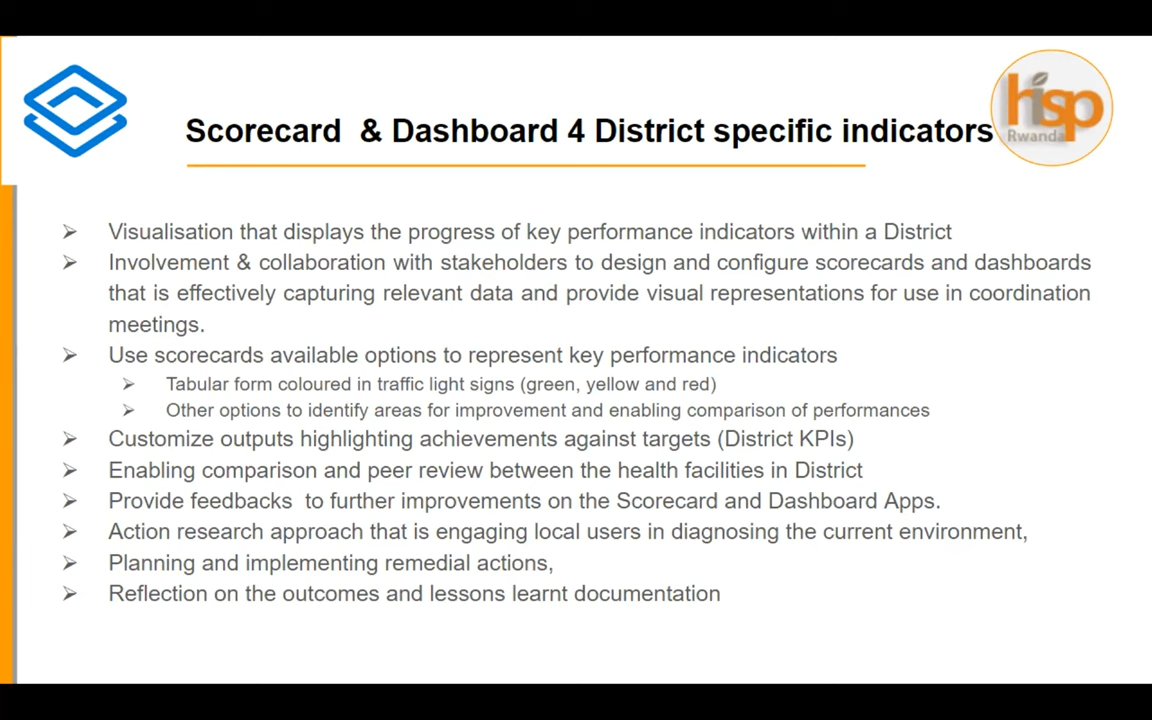 hisp
Rwanda
Scorecard & Dashboard 4 District specific indicators
Visualisation that displays the progress of key performance indicators within a District
Involvement & collaboration with stakeholders to design and configure scorecards and dashboards
that is effectively capturing relevant data and provide visual representations for use in coordination
meetings.
Use scorecards available options to represent key performance indicators
Tabular form coloured in traffic light signs (green, yellow and red)
Other options to identify areas for improvement and enabling comparison of performances
Customize outputs highlighting achievements against targets (District KPIs)
Enabling comparison and peer review between the health facilities in District
Provide feedbacks to further improvements on the Scorecard and Dashboard Apps.
Action research approach that is engaging local users in diagnosing the current environment,
Planning and implementing remedial actions,
Reflection on the outcomes and lessons learnt documentation